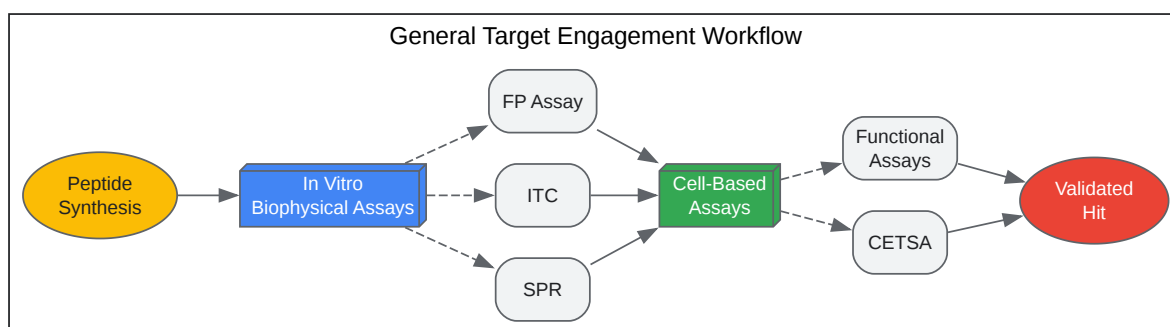 General Target Engagement Workflow
Peptide
Synthesis
In Vitro
Biophysical Assays
FP Assay
ITC
SPR
Cell-Based
Assays
Functional
Assays
CETSA
Validated
Hit